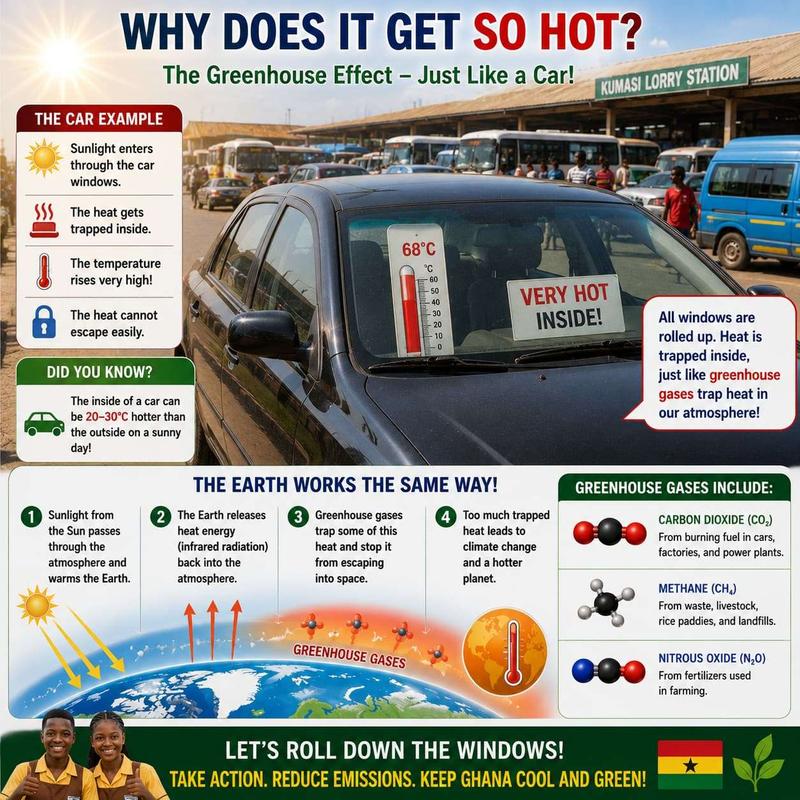 WHY DOES IT GET SO HOT?
The Greenhouse Effect – Just Like a Car!
KUMASI LORRY STATION
THE CAR EXAMPLE
Sunlight enters
through the car
windows.
The heat gets
trapped inside.
The temperature
rises very high!
The heat cannot
escape easily.
DID YOU KNOW?
The inside of a car can
be 20–30°C hotter than
the outside on a sunny
day!
68°C
°C
60
50
40
30
20
10
0
VERY HOT
INSIDE!
All windows are
rolled up. Heat is
trapped inside,
just like greenhouse
gases trap heat in
our atmosphere!
THE EARTH WORKS THE SAME WAY!
1
Sunlight from
the Sun passes
through the
atmosphere and
warms the Earth.
2
The Earth releases
heat energy
(infrared radiation)
back into the
atmosphere.
3
Greenhouse gases
trap some of this
heat and stop it
from escaping
into space.
4
Too much trapped
heat leads to
climate change
and a hotter
planet.
GREENHOUSE GASES
GREENHOUSE GASES INCLUDE:
CARBON DIOXIDE (CO₂)
From burning fuel in cars,
factories, and power plants.
METHANE (CH₄)
From waste, livestock,
rice paddies, and landfills.
NITROUS OXIDE (N₂O)
From fertilizers used
in farming.
LET'S ROLL DOWN THE WINDOWS!
TAKE ACTION. REDUCE EMISSIONS. KEEP GHANA COOL AND GREEN!